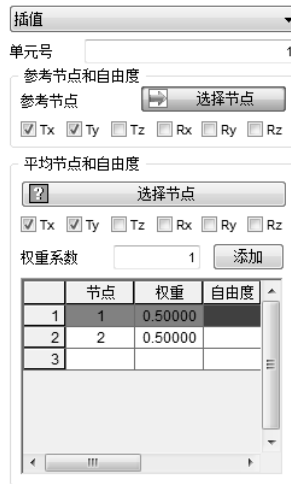 插值
单元号 1
参考节点和自由度
参考节点 选择节点
Tx Ty Tz Rx Ry Rz
平均节点和自由度
? 选择节点
Tx Ty Tz Rx Ry Rz
权重系数 1 添加
节点 权重 自由度
1 1 0.50000
2 2 0.50000
3